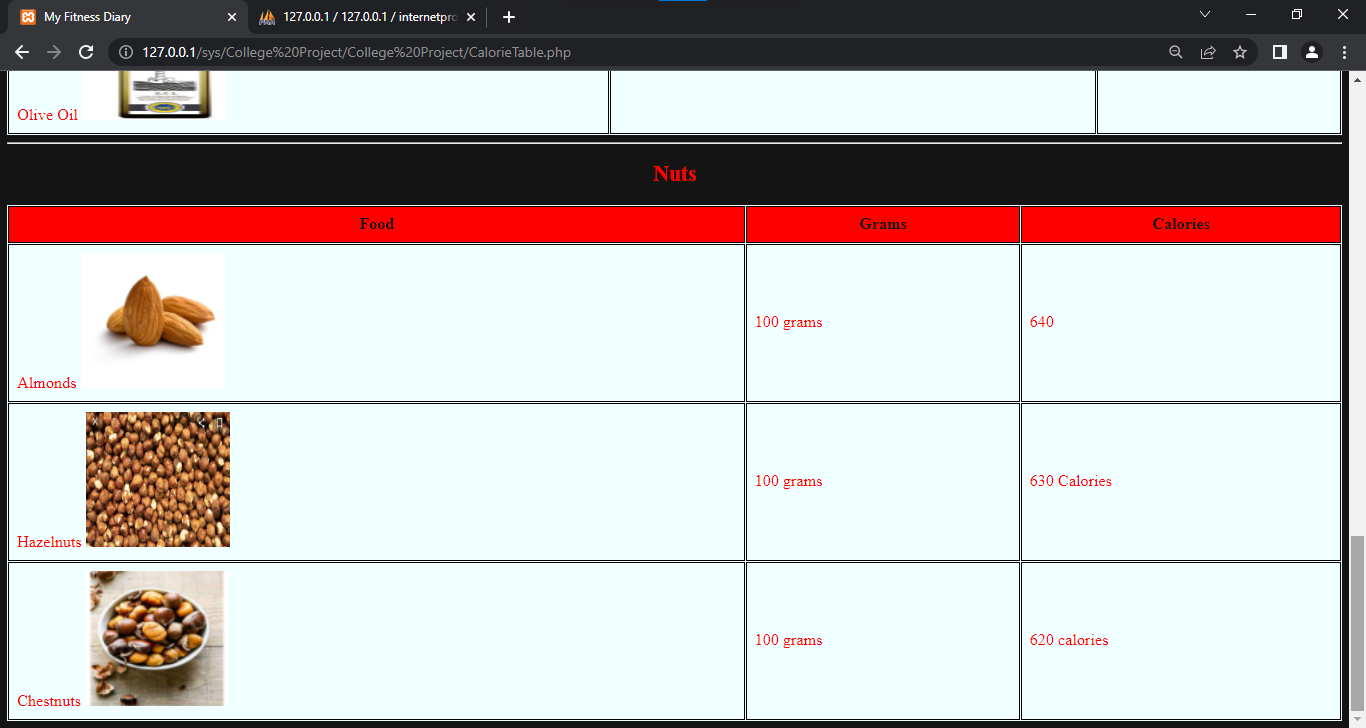 My Fitness Diary
127.0.0.1 / 127.0.0.1 / internetpro
127.0.0.1/sys/College%20Project/College%20Project/CalorieTable.php
Olive Oil
Nuts
Food Grams Calories
Almonds 100 grams 640
Hazelnuts 100 grams 630 Calories
Chestnuts 100 grams 620 calories